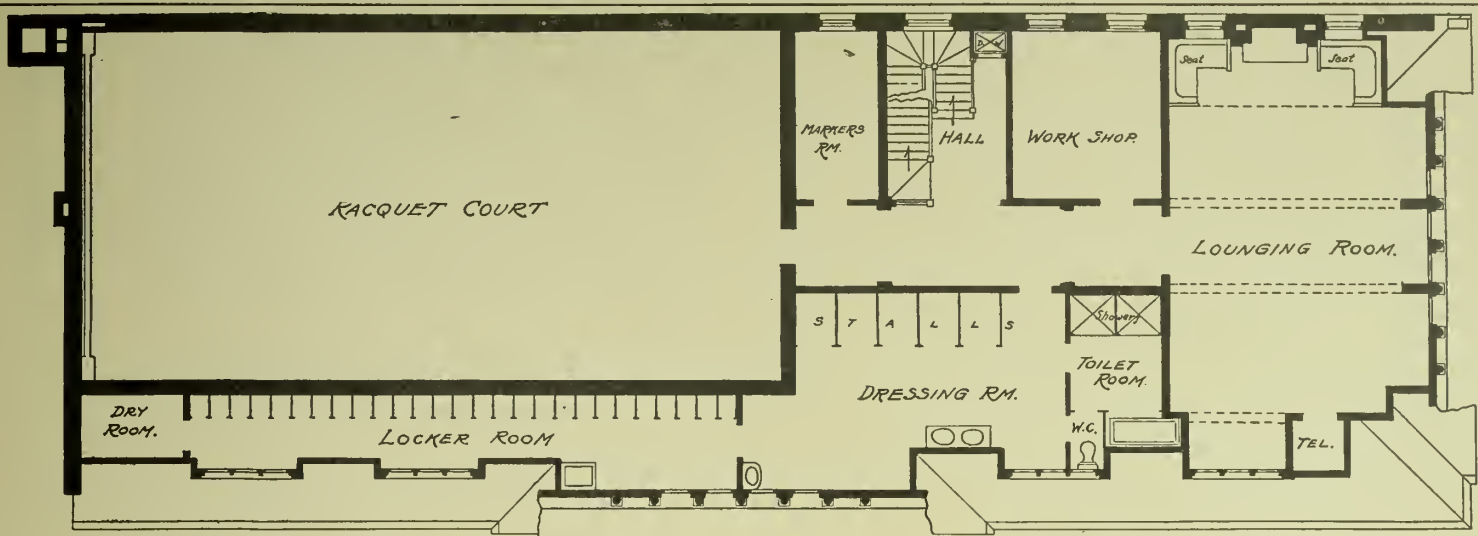 Seat
Seat
MARKERS
RM.
HALL
WORK SHOP.
RACQUET COURT
LOUNGING ROOM.
S T A L L S
Showers
TOILET
ROOM.
DRESSING RM.
DRY
ROOM.
LOCKER ROOM
W.C.
TEL.